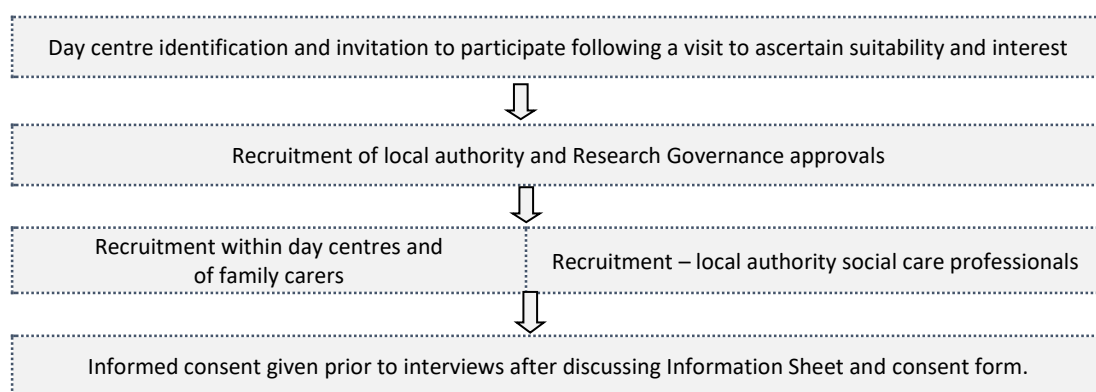 Day centre identification and invitation to participate following a visit to ascertain suitability and interest
Recruitment of local authority and Research Governance approvals
Recruitment within day centres and
of family carers
Recruitment – local authority social care professionals
Informed consent given prior to interviews after discussing Information Sheet and consent form.